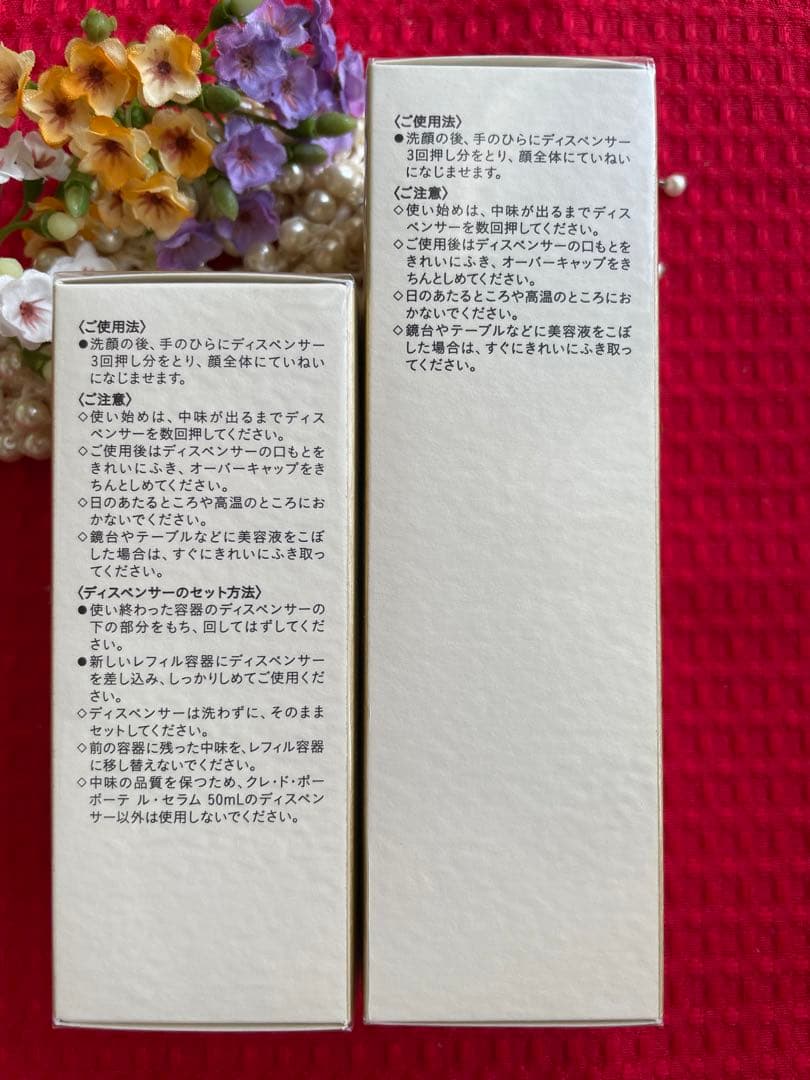 〈ご使用法〉
●洗顔の後、手のひらにディスペンサー
3回押し分をとり、顔全体にていねい
になじませます。
〈ご注意〉
◇使い始めは、中味が出るまでディス
ペンサーを数回押してください。
◇ご使用後はディスペンサーの口もとを
きれいにふき、オーバーキャップをき
ちんとしめてください。
◇日のあたるところや高温のところにお
かないでください。
◇鏡台やテーブルなどに美容液をこぼ
した場合は、すぐにきれいにふき取っ
てください。
〈ディスペンサーのセット方法〉
●使い終わった容器のディスペンサーの
下の部分をもち、回してはずしてくだ
さい。
●新しいレフィル容器にディスペンサー
を差し込み、しっかりしめてご使用くだ
さい。
◇ディスペンサーは洗わずに、そのまま
セットしてください。
◇前の容器に残った中味を、レフィル容器
に移し替えないでください。
◇中味の品質を保つため、クレ・ド・ポー
ボーテ ル・セラム 50mLのディスペン
サー以外は使用しないでください。
〈ご使用法〉
●洗顔の後、手のひらにディスペンサー
3回押し分をとり、顔全体にていねい
になじませます。
〈ご注意〉
◇使い始めは、中味が出るまでディス
ペンサーを数回押してください。
◇ご使用後はディスペンサーの口もとを
きれいにふき、オーバーキャップをき
ちんとしめてください。
◇日のあたるところや高温のところにお
かないでください。
◇鏡台やテーブルなどに美容液をこぼ
した場合は、すぐにきれいにふき取っ
てください。